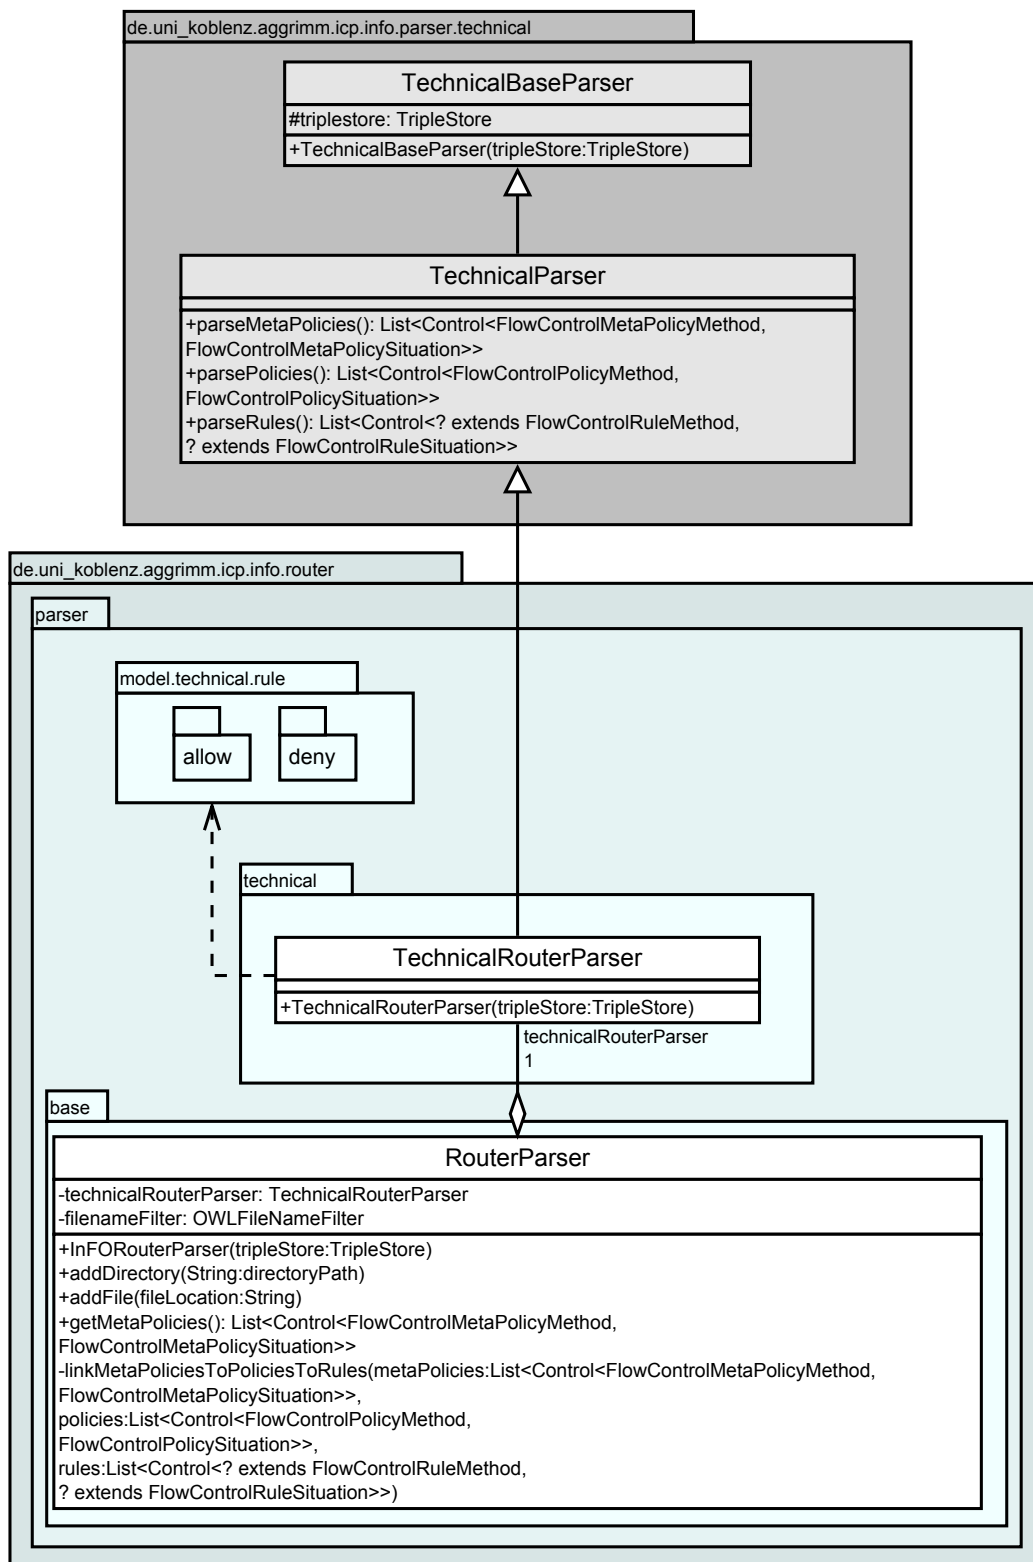 de.uni_koblenz.aggrimm.icp.info.parser.technical
TechnicalBaseParser
#triplestore: TripleStore
+TechnicalBaseParser(tripleStore:TripleStore)
TechnicalParser
+parseMetaPolicies(): List<Control<FlowControlMetaPolicyMethod,
FlowControlMetaPolicySituation>>
+parsePolicies(): List<Control<FlowControlPolicyMethod,
FlowControlPolicySituation>>
+parseRules(): List<Control<? extends FlowControlRuleMethod,
? extends FlowControlRuleSituation>>
de.uni_koblenz.aggrimm.icp.info.router
parser
model.technical.rule
allow
deny
technical
TechnicalRouterParser
+TechnicalRouterParser(tripleStore:TripleStore)
technicalRouterParser
1
base
RouterParser
-technicalRouterParser: TechnicalRouterParser
-filenameFilter: OWLFileNameFilter
+InFORouterParser(tripleStore:TripleStore)
+addDirectory(String:directoryPath)
+addFile(fileLocation:String)
+getMetaPolicies(): List<Control<FlowControlMetaPolicyMethod,
FlowControlMetaPolicySituation>>
-linkMetaPoliciesToPoliciesToRules(metaPolicies:List<Control<FlowControlMetaPolicyMethod,
FlowControlMetaPolicySituation>>,
policies:List<Control<FlowControlPolicyMethod,
FlowControlPolicySituation>>,
rules:List<Control<? extends FlowControlRuleMethod,
? extends FlowControlRuleSituation>>)